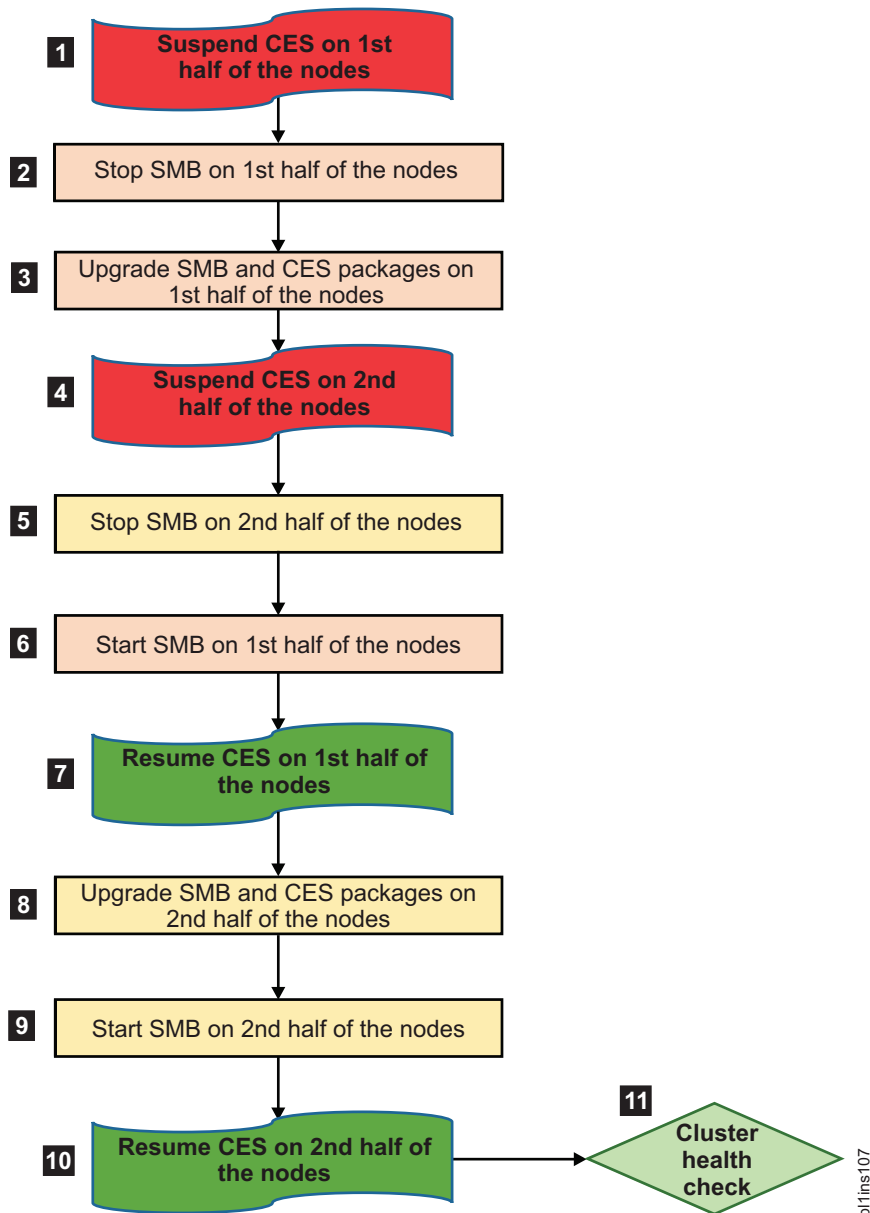 1
Suspend CES on 1st
half of the nodes
2
Stop SMB on 1st half of the nodes
3
Upgrade SMB and CES packages on
1st half of the nodes
4
Suspend CES on 2nd
half of the nodes
5
Stop SMB on 2nd half of the nodes
6
Start SMB on 1st half of the nodes
7
Resume CES on 1st half of
the nodes
8
Upgrade SMB and CES packages on
2nd half of the nodes
9
Start SMB on 2nd half of the nodes
10
Resume CES on 2nd half of
the nodes
11
Cluster
health
check